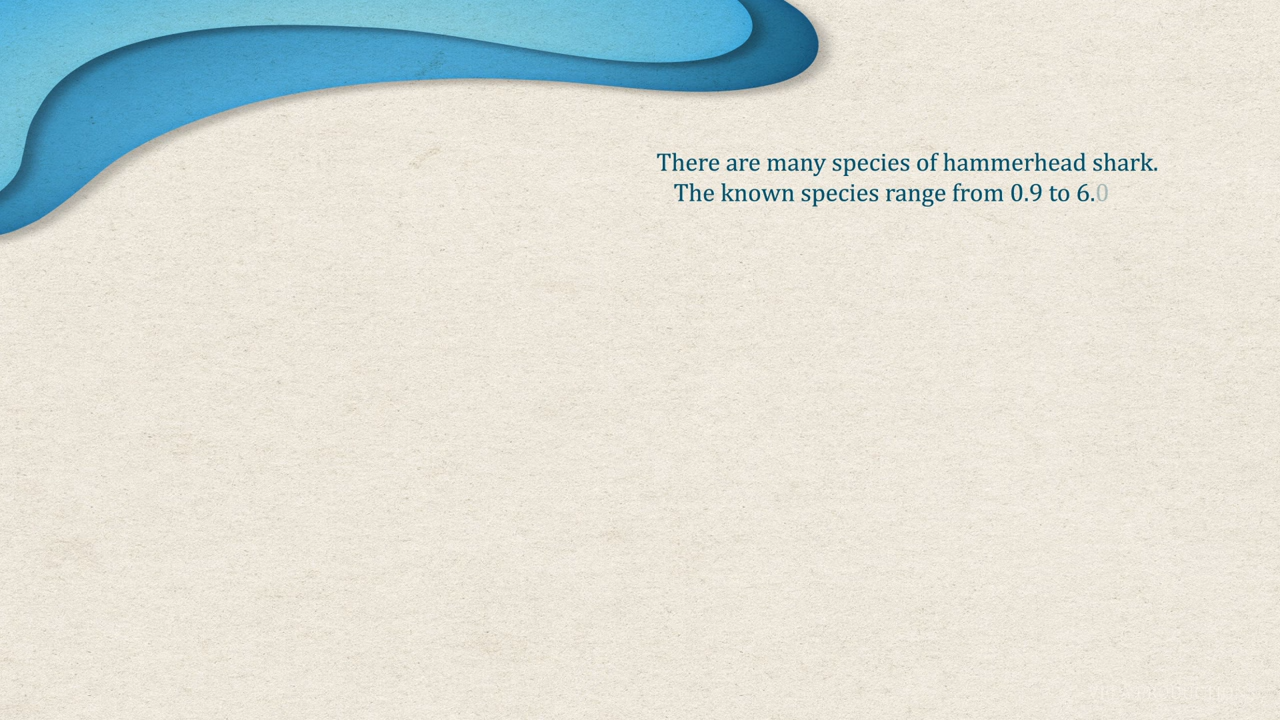 There are many species of hammerhead shark.
The known species range from 0.9 to 6.0